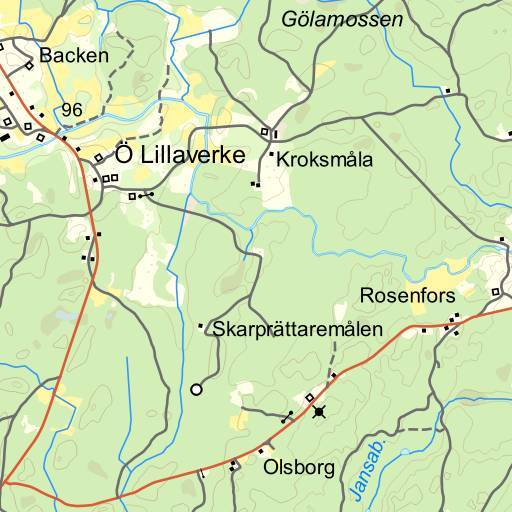 Gölamossen
Backen
96
Ö Lillaverke
Kroksmåla
Rosenfors
Skarprättaremålen
Olsborg
Jansab.